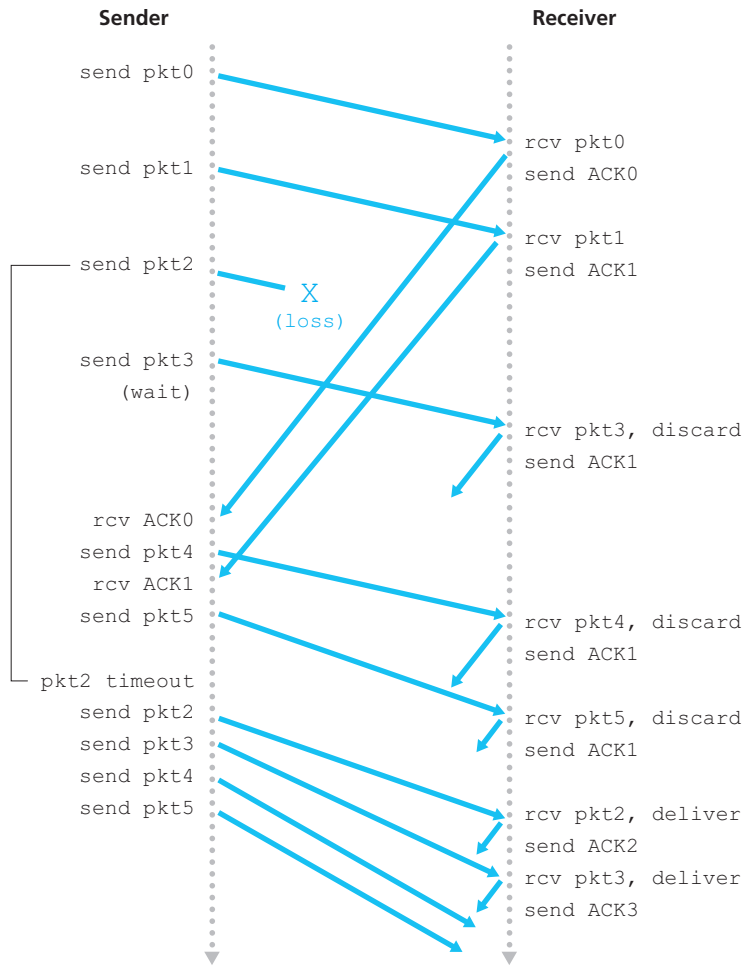 Sender
Receiver
send pkt0
rcv pkt0
send ACK0
send pkt1
rcv pkt1
send ACK1
send pkt2
X
(loss)
send pkt3
(wait)
rcv pkt3, discard
send ACK1
rcv ACK0
send pkt4
rcv ACK1
send pkt5
rcv pkt4, discard
send ACK1
pkt2 timeout
send pkt2
send pkt3
send pkt4
send pkt5
rcv pkt5, discard
send ACK1
rcv pkt2, deliver
send ACK2
rcv pkt3, deliver
send ACK3